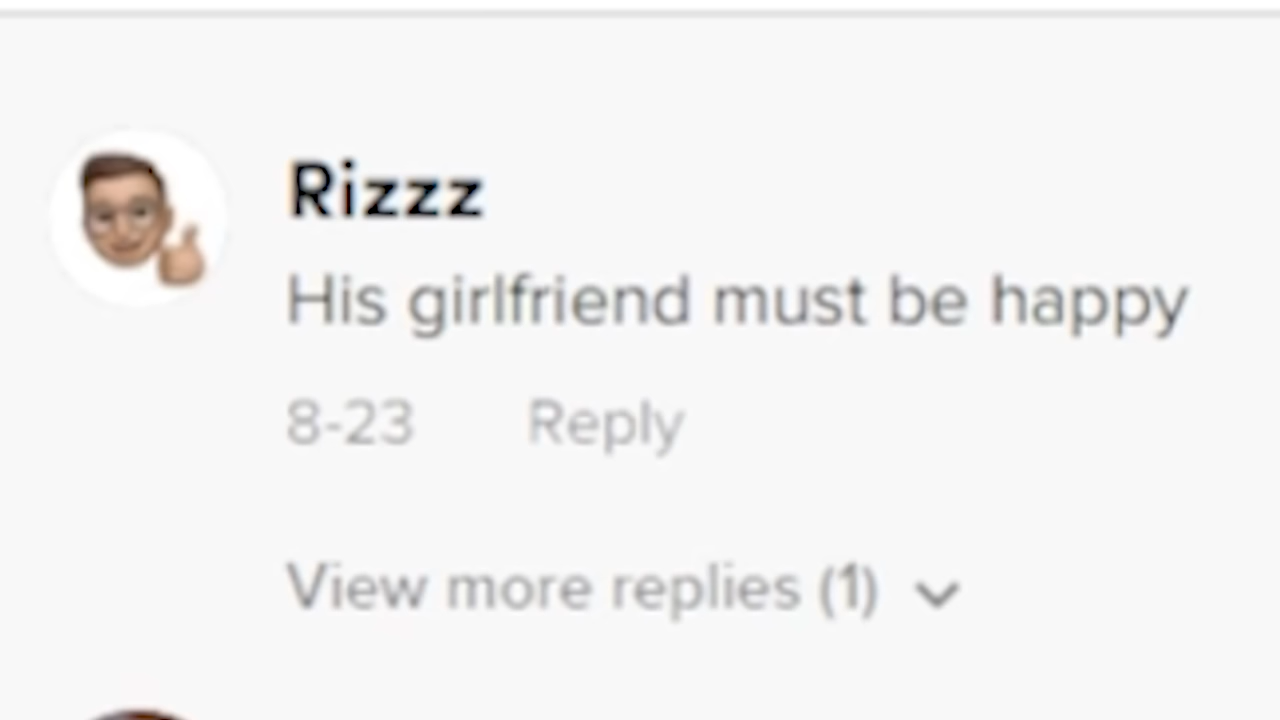 Rizzz
His girlfriend must be happy
8-23 Reply
View more replies (1)